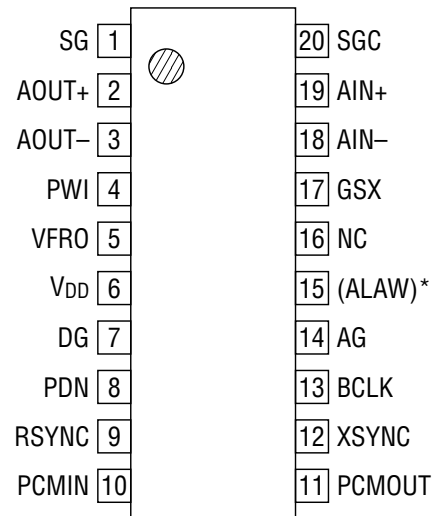 SG 1 20 SGC
AOUT+ 2 19 AIN+
AOUT– 3 18 AIN–
PWI 4 17 GSX
VFRO 5 16 NC
VDD 6 15 (ALAW)*
DG 7 14 AG
PDN 8 13 BCLK
RSYNC 9 12 XSYNC
PCMIN 10 11 PCMOUT